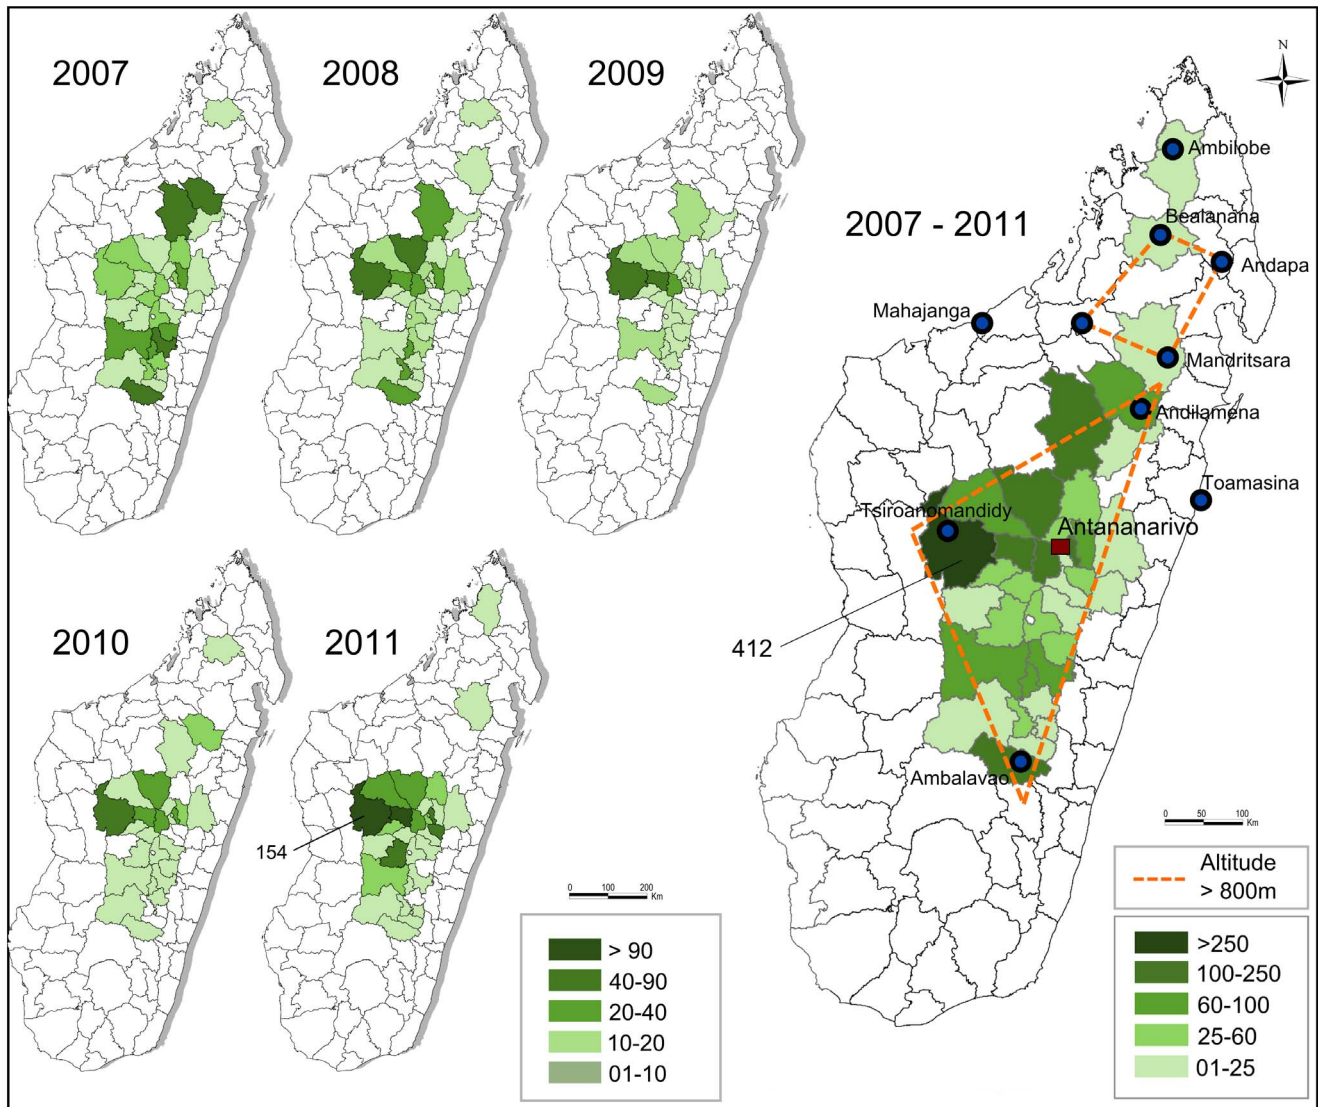 2007
2008
2009
2010
2011
154
0 100 200
Km
> 90
40-90
20-40
10-20
01-10
2007 - 2011
N
Ambilobe
Bealanana
Andapa
Mahajanga
Mandritsara
Andilamena
Toamasina
Tsiroanomandidy
Antananarivo
412
Ambalavao
0 50 100
Km
Altitude
> 800m
>250
100-250
60-100
25-60
01-25